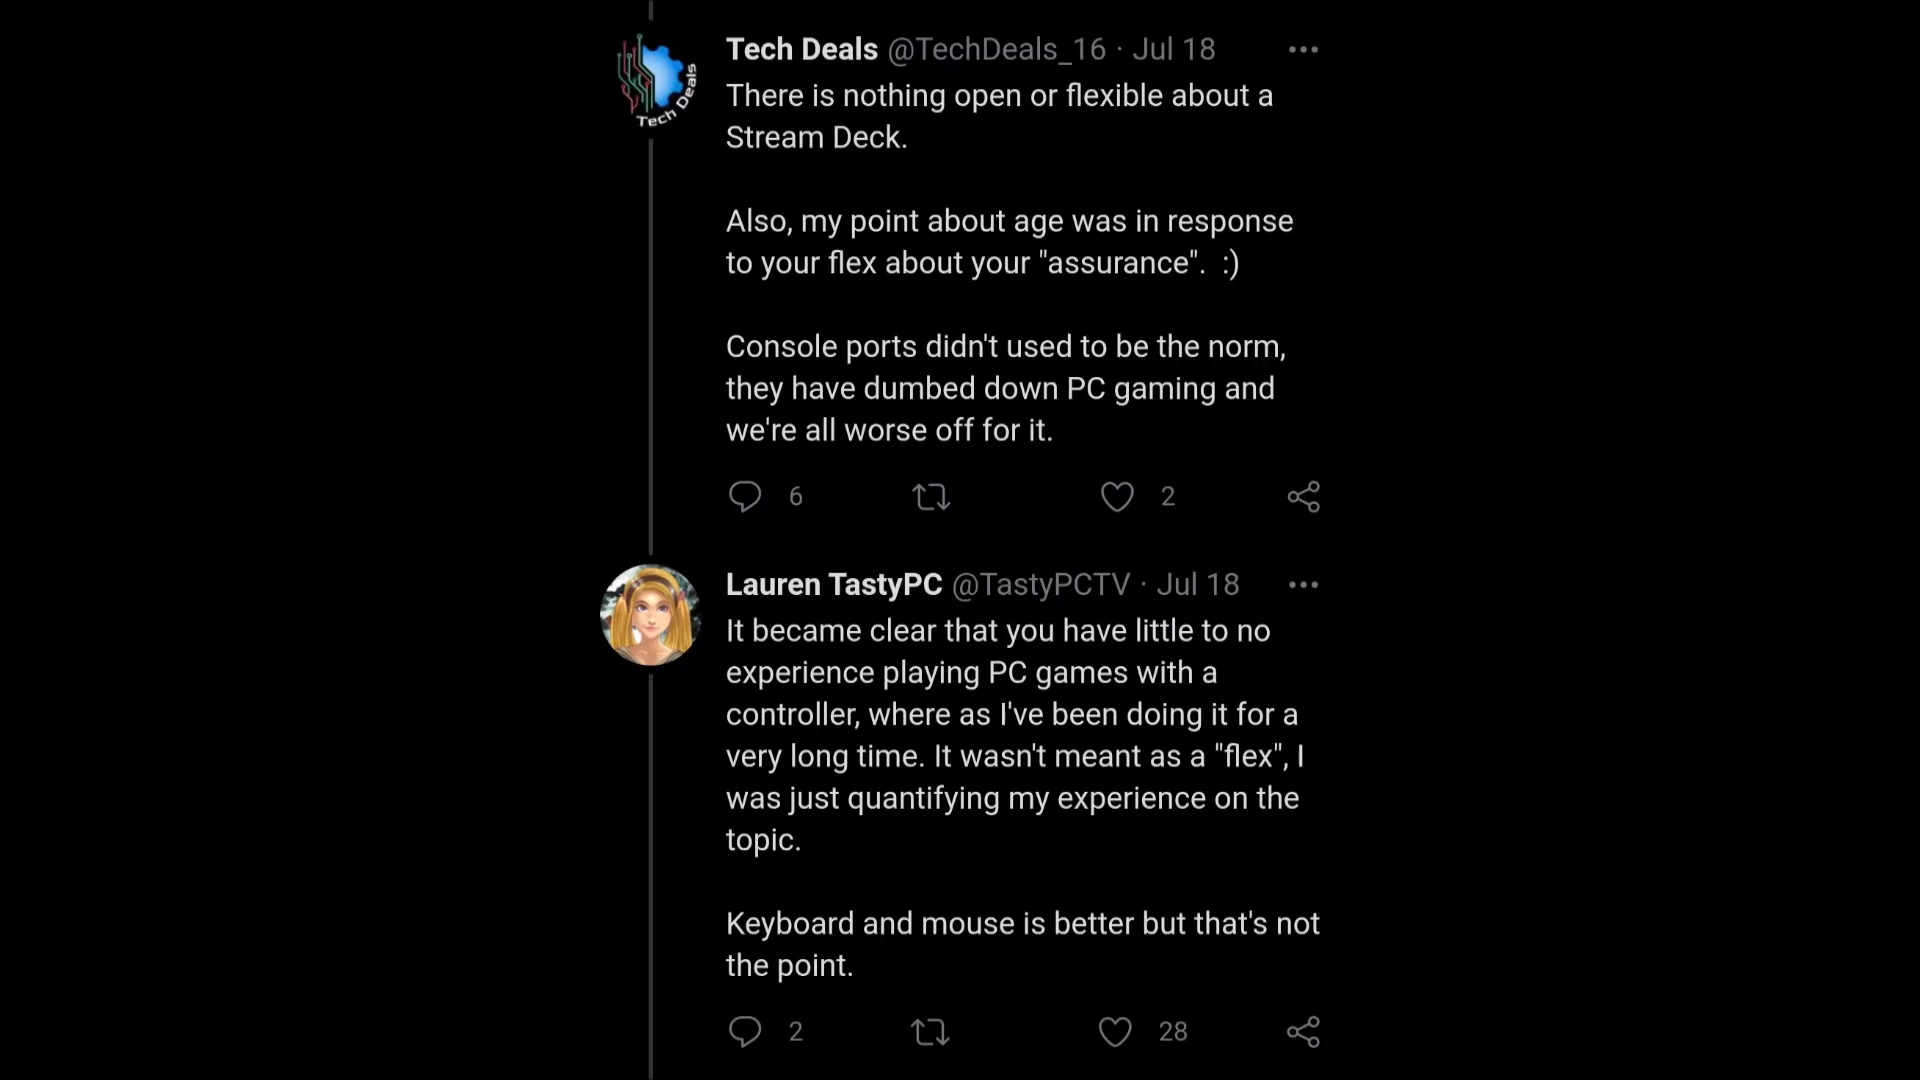 Tech Deals @TechDeals_16 · Jul 18
There is nothing open or flexible about a
Stream Deck.
Also, my point about age was in response
to your flex about your "assurance".  :)
Console ports didn't used to be the norm,
they have dumbed down PC gaming and
we're all worse off for it.
6
2
Tech Deals
Lauren TastyPC @TastyPCTV · Jul 18
It became clear that you have little to no
experience playing PC games with a
controller, where as I've been doing it for a
very long time. It wasn't meant as a "flex", I
was just quantifying my experience on the
topic.
Keyboard and mouse is better but that's not
the point.
2
28